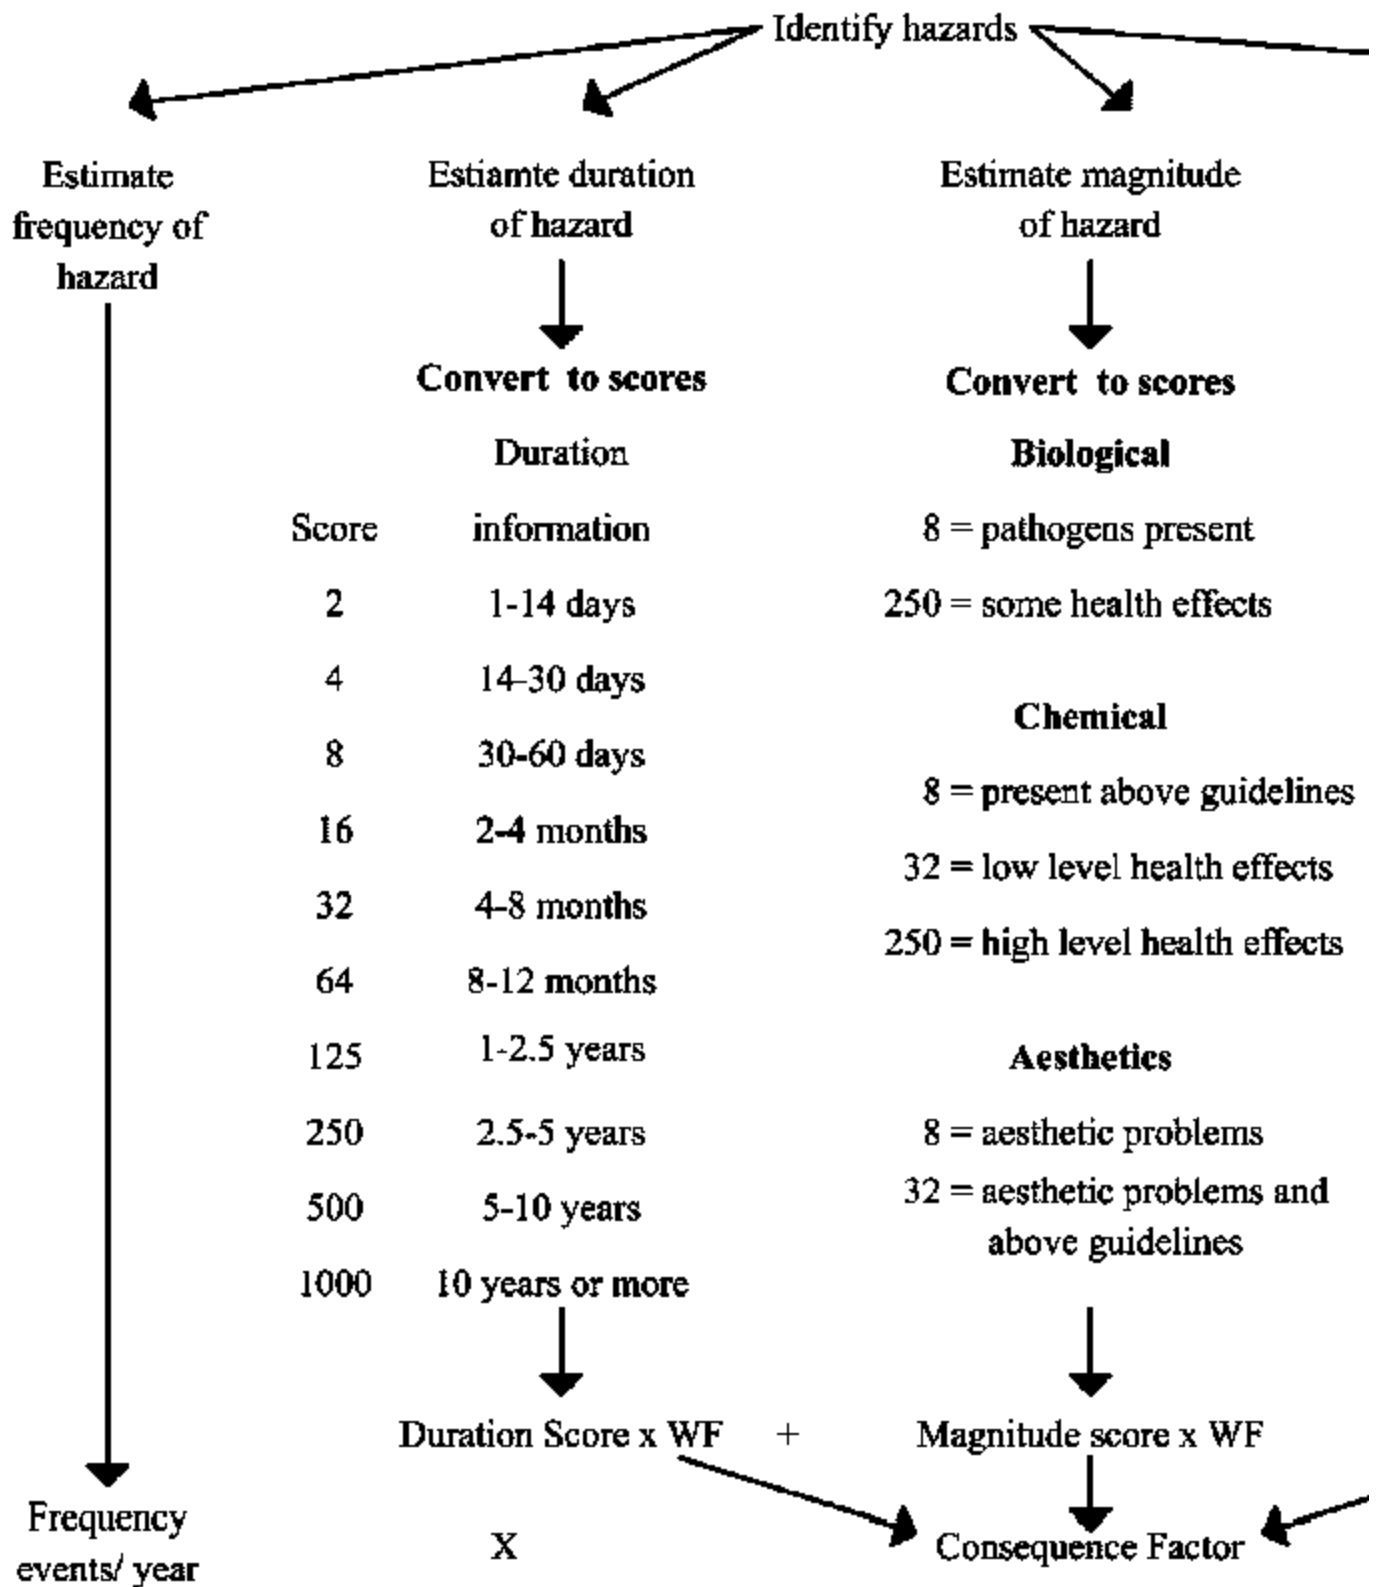 Identify hazards
Estimate
frequency of
hazard
Estiamte duration
of hazard
Estimate magnitude
of hazard
Convert to scores
Convert to scores
Duration
Score information
2 1-14 days
4 14-30 days
8 30-60 days
16 2-4 months
32 4-8 months
64 8-12 months
125 1-2.5 years
250 2.5-5 years
500 5-10 years
1000 10 years or more
Biological
8 = pathogens present
250 = some health effects
Chemical
8 = present above guidelines
32 = low level health effects
250 = high level health effects
Aesthetics
8 = aesthetic problems
32 = aesthetic problems and
above guidelines
Duration Score x WF + Magnitude score x WF
Frequency
events/ year
X
Consequence Factor